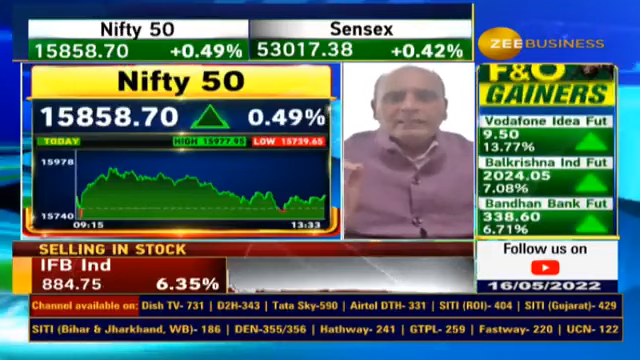 Nifty 50
15858.70 +0.49%
Sensex
53017.38 +0.42%
ZEE BUSINESS
Nifty 50
15858.70 0.49%
TODAY HIGH 15977.95 LOW 15739.65
15978
15740
09:15 13:33
F&O
GAINERS
Vodafone Idea Fut
9.50
13.77%
Balkrishna Ind Fut
2024.05
7.08%
Bandhan Bank Fut
338.60
6.71%
SELLING IN STOCK
IFB Ind
884.75 6.35%
Follow us on
16/05/2022
Channel available on: Dish TV- 731 | D2H-343 | Tata Sky-590 | Airtel DTH- 331 | SITI (ROI)- 404 | SITI (Gujarat)- 429
SITI (Bihar & Jharkhand, WB)- 186 | DEN-355/356 | Hathway- 241 | GTPL- 259 | Fastway- 220 | UCN- 122